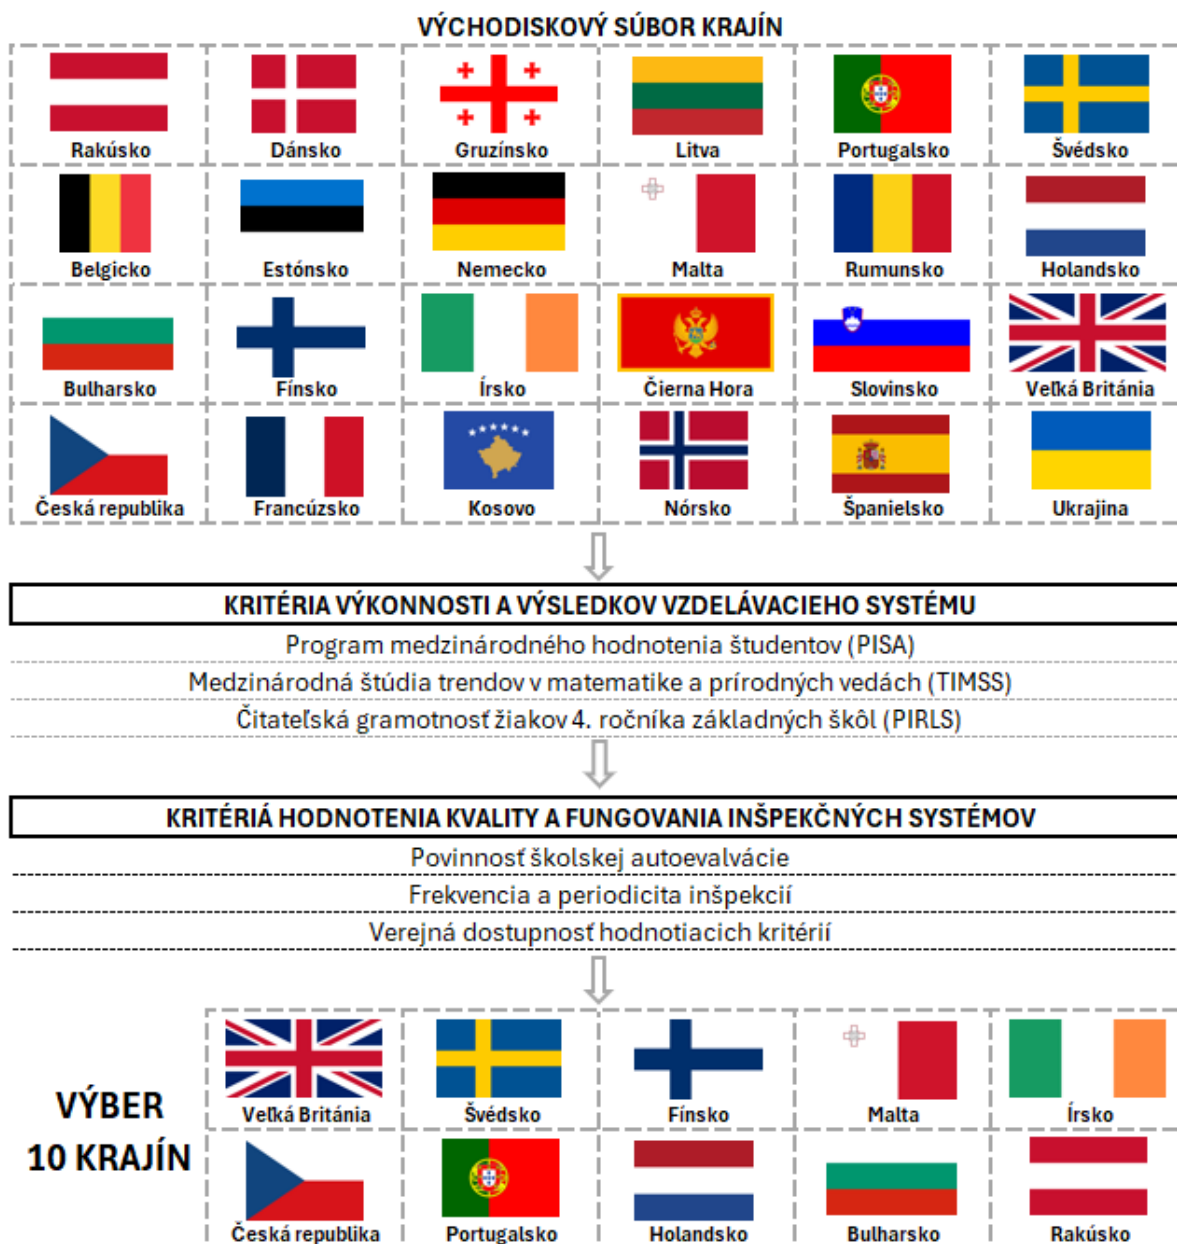 VÝCHODISKOVÝ SÚBOR KRAJÍN
Rakúsko
Dánsko
Gruzínsko
Litva
Portugalsko
Švédsko
Belgicko
Estónsko
Nemecko
Malta
Rumunsko
Holandsko
Bulharsko
Fínsko
Írsko
Čierna Hora
Slovinsko
Veľká Británia
Česká republika
Francúzsko
Kosovo
Nórsko
Španielsko
Ukrajina
KRITÉRIA VÝKONNOSTI A VÝSLEDKOV VZDELÁVACIEHO SYSTÉMU
Program medzinárodného hodnotenia študentov (PISA)
Medzinárodná štúdia trendov v matematike a prírodných vedách (TIMSS)
Čitateľská gramotnosť žiakov 4. ročníka základných škôl (PIRLS)
KRITÉRIÁ HODNOTENIA KVALITY A FUNGOVANIA INŠPEKČNÝCH SYSTÉMOV
Povinnosť školskej autoevalvácie
Frekvencia a periodicita inšpekcií
Verejná dostupnosť hodnotiacich kritérií
VÝBER
10 KRAJÍN
Veľká Británia
Švédsko
Fínsko
Malta
Írsko
Česká republika
Portugalsko
Holandsko
Bulharsko
Rakúsko